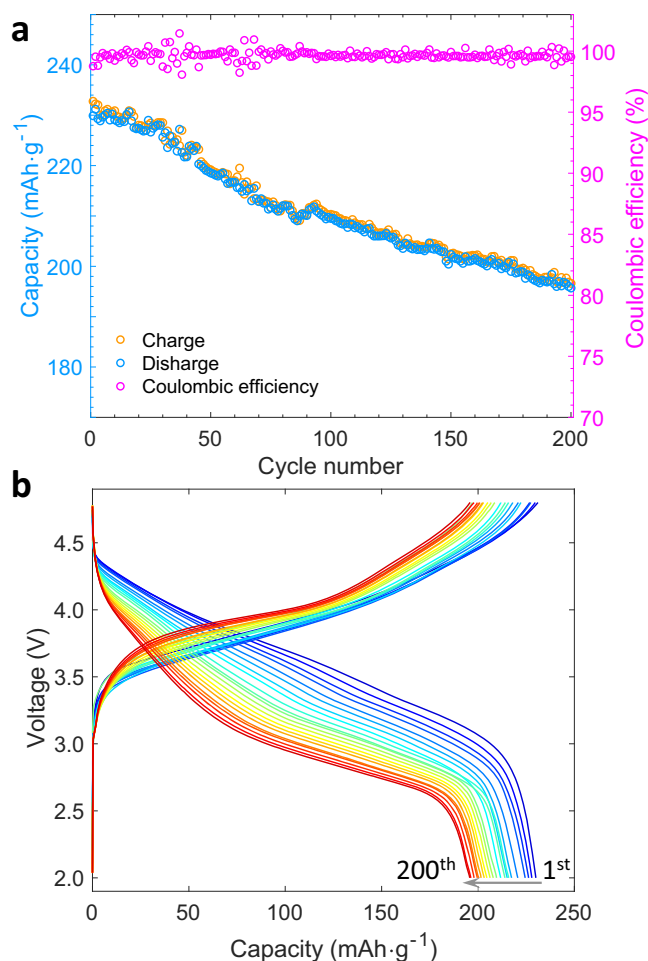 a
240
220
200
180
Capacity (mAh·g-1)
100
95
90
85
80
75
70
Coulombic efficiency (%)
Charge
Disharge
Coulombic efficiency
0 50 100 150 200
Cycle number
b
4.5
4.0
3.5
3.0
2.5
2.0
Voltage (V)
200th 1st
0 50 100 150 200 250
Capacity (mAh·g-1)